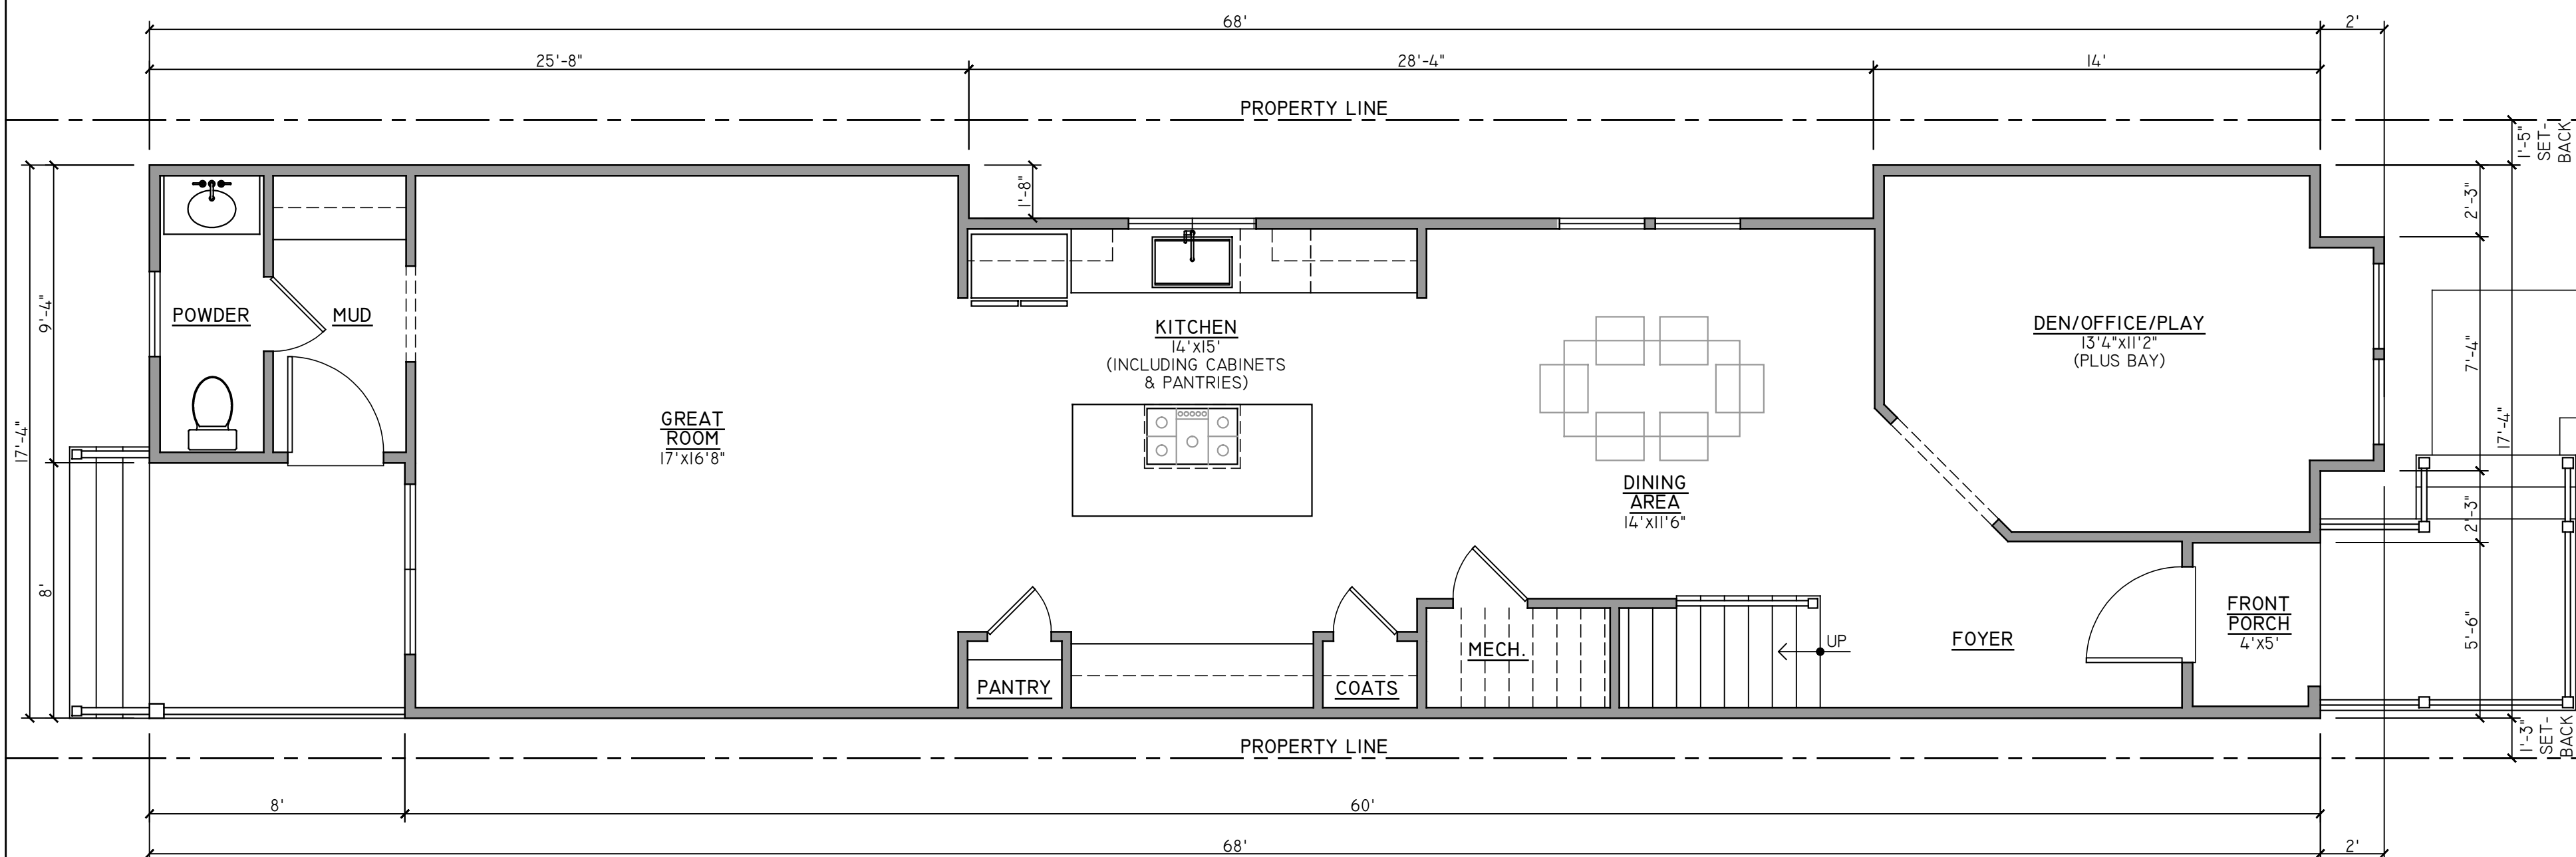 68'
2'
25'-8"
28'-4"
14'
PROPERTY LINE
1'-5"
SET-
BACK
1'-8"
2'-3"
9'-4"
17'-4"
8'
POWDER
MUD
KITCHEN
14'x15'
(INCLUDING CABINETS
& PANTRIES)
DEN/OFFICE/PLAY
13'4"x11'2"
(PLUS BAY)
7'-4"
17'-4"
GREAT
ROOM
17'x16'8"
DINING
AREA
14'x11'6"
2'-3"
FRONT
PORCH
4'x5'
5'-6"
UP
FOYER
MECH.
PANTRY
COATS
1'-3"
SET-
BACK
PROPERTY LINE
8'
60'
68'
2'